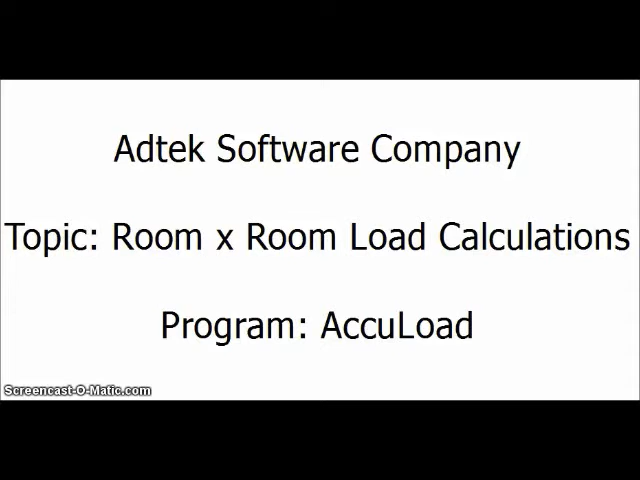 Adtek Software Company
Topic: Room x Room Load Calculations
Program: AccuLoad
Screencast-O-Matic.com